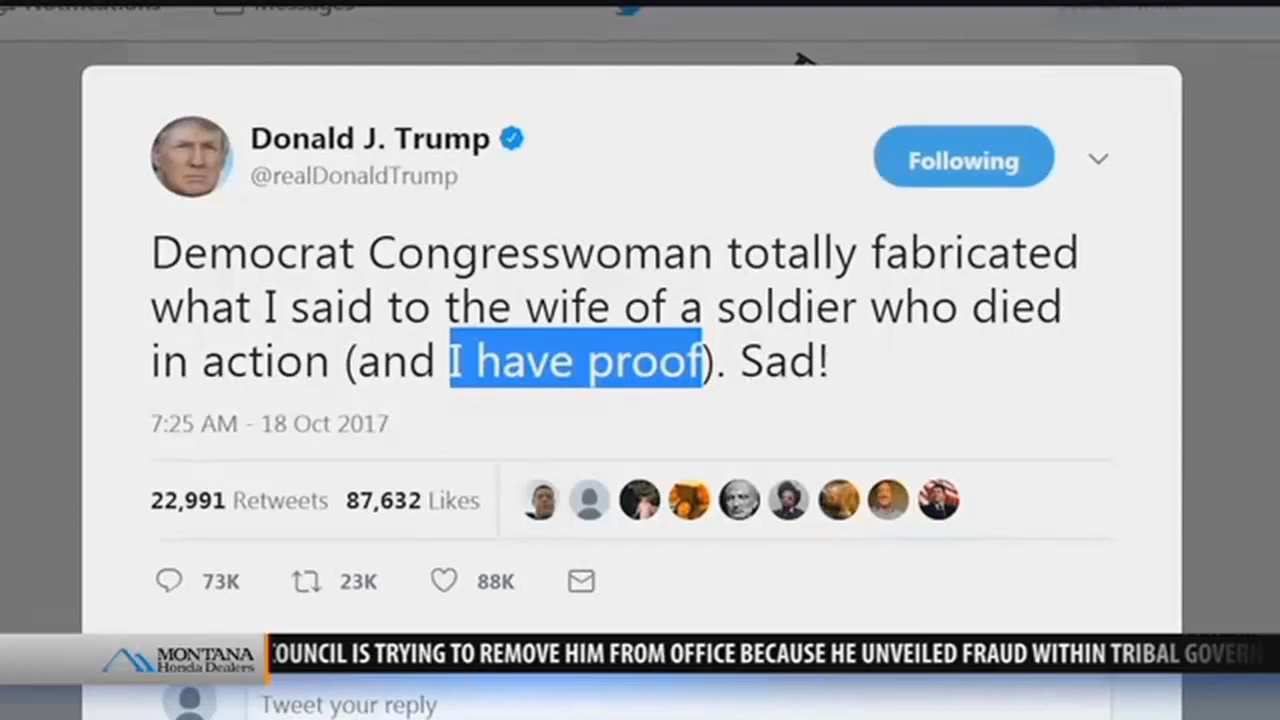 Notifications
Messages
Donald J. Trump
@realDonaldTrump
Following
Democrat Congresswoman totally fabricated
what I said to the wife of a soldier who died
in action (and I have proof). Sad!
7:25 AM - 18 Oct 2017
22,991 Retweets 87,632 Likes
73K 23K 88K
MONTANA
Honda Dealers
COUNCIL IS TRYING TO REMOVE HIM FROM OFFICE BECAUSE HE UNVEILED FRAUD WITHIN TRIBAL GOVERN
Tweet your reply